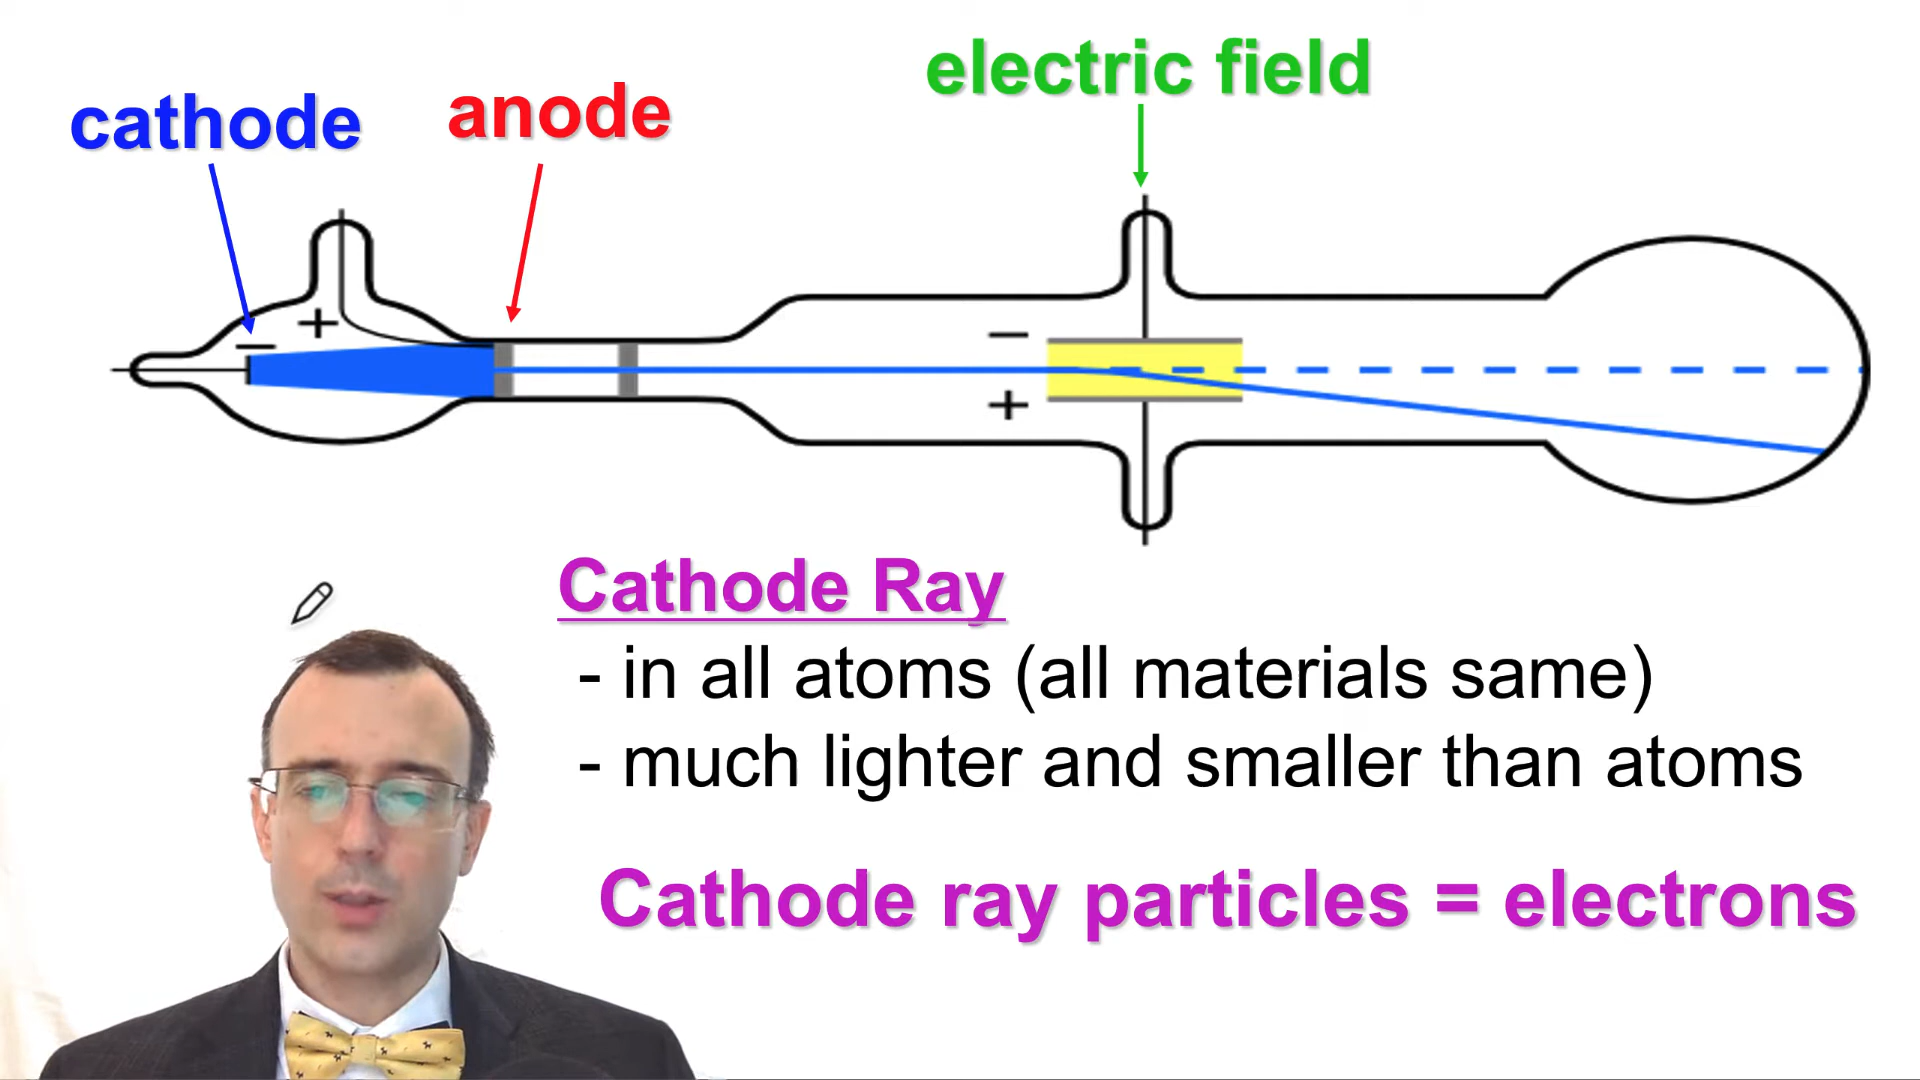 electric field
cathode
anode
+
−
−
+
Cathode Ray
- in all atoms (all materials same)
- much lighter and smaller than atoms
Cathode ray particles = electrons